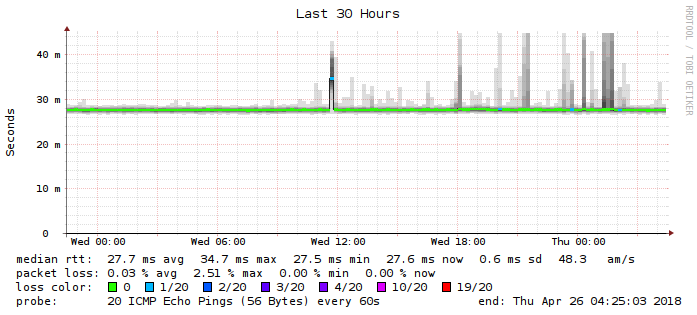 Last 30 Hours
RRDTOOL / TOBI OETIKER
Seconds
40 m
30 m
20 m
10 m
0
Wed 00:00 Wed 06:00 Wed 12:00 Wed 18:00 Thu 00:00
median rtt: 27.7 ms avg 34.7 ms max 27.5 ms min 27.6 ms now 0.6 ms sd 48.3 am/s
packet loss: 0.03 % avg 2.51 % max 0.00 % min 0.00 % now
loss color: 0 1/20 2/20 3/20 4/20 10/20 19/20
probe: 20 ICMP Echo Pings (56 Bytes) every 60s end: Thu Apr 26 04:25:03 2018